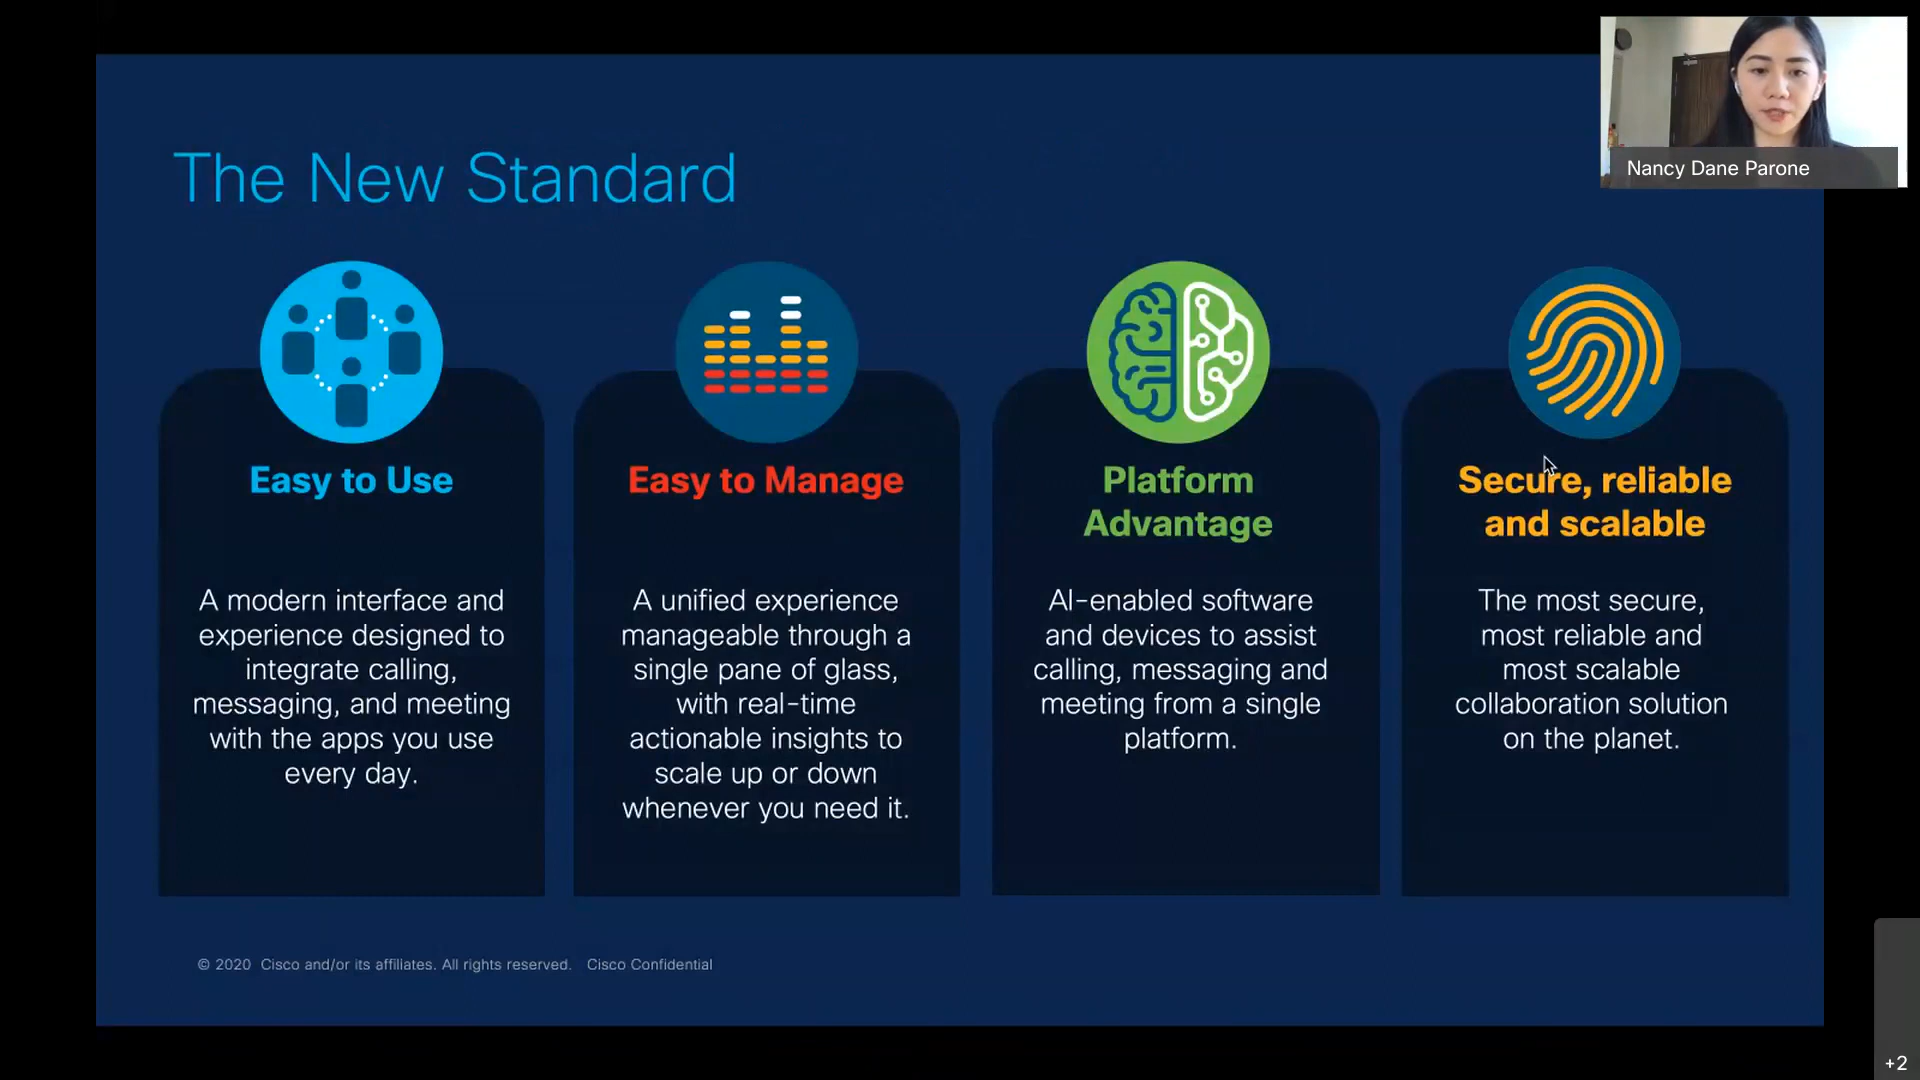 Nancy Dane Parone
The New Standard
Easy to Use
A modern interface and
experience designed to
integrate calling,
messaging, and meeting
with the apps you use
every day.
Easy to Manage
A unified experience
manageable through a
single pane of glass,
with real-time
actionable insights to
scale up or down
whenever you need it.
Platform
Advantage
AI-enabled software
and devices to assist
calling, messaging and
meeting from a single
platform.
Secure, reliable
and scalable
The most secure,
most reliable and
most scalable
collaboration solution
on the planet.
© 2020 Cisco and/or its affiliates. All rights reserved. Cisco Confidential
+2